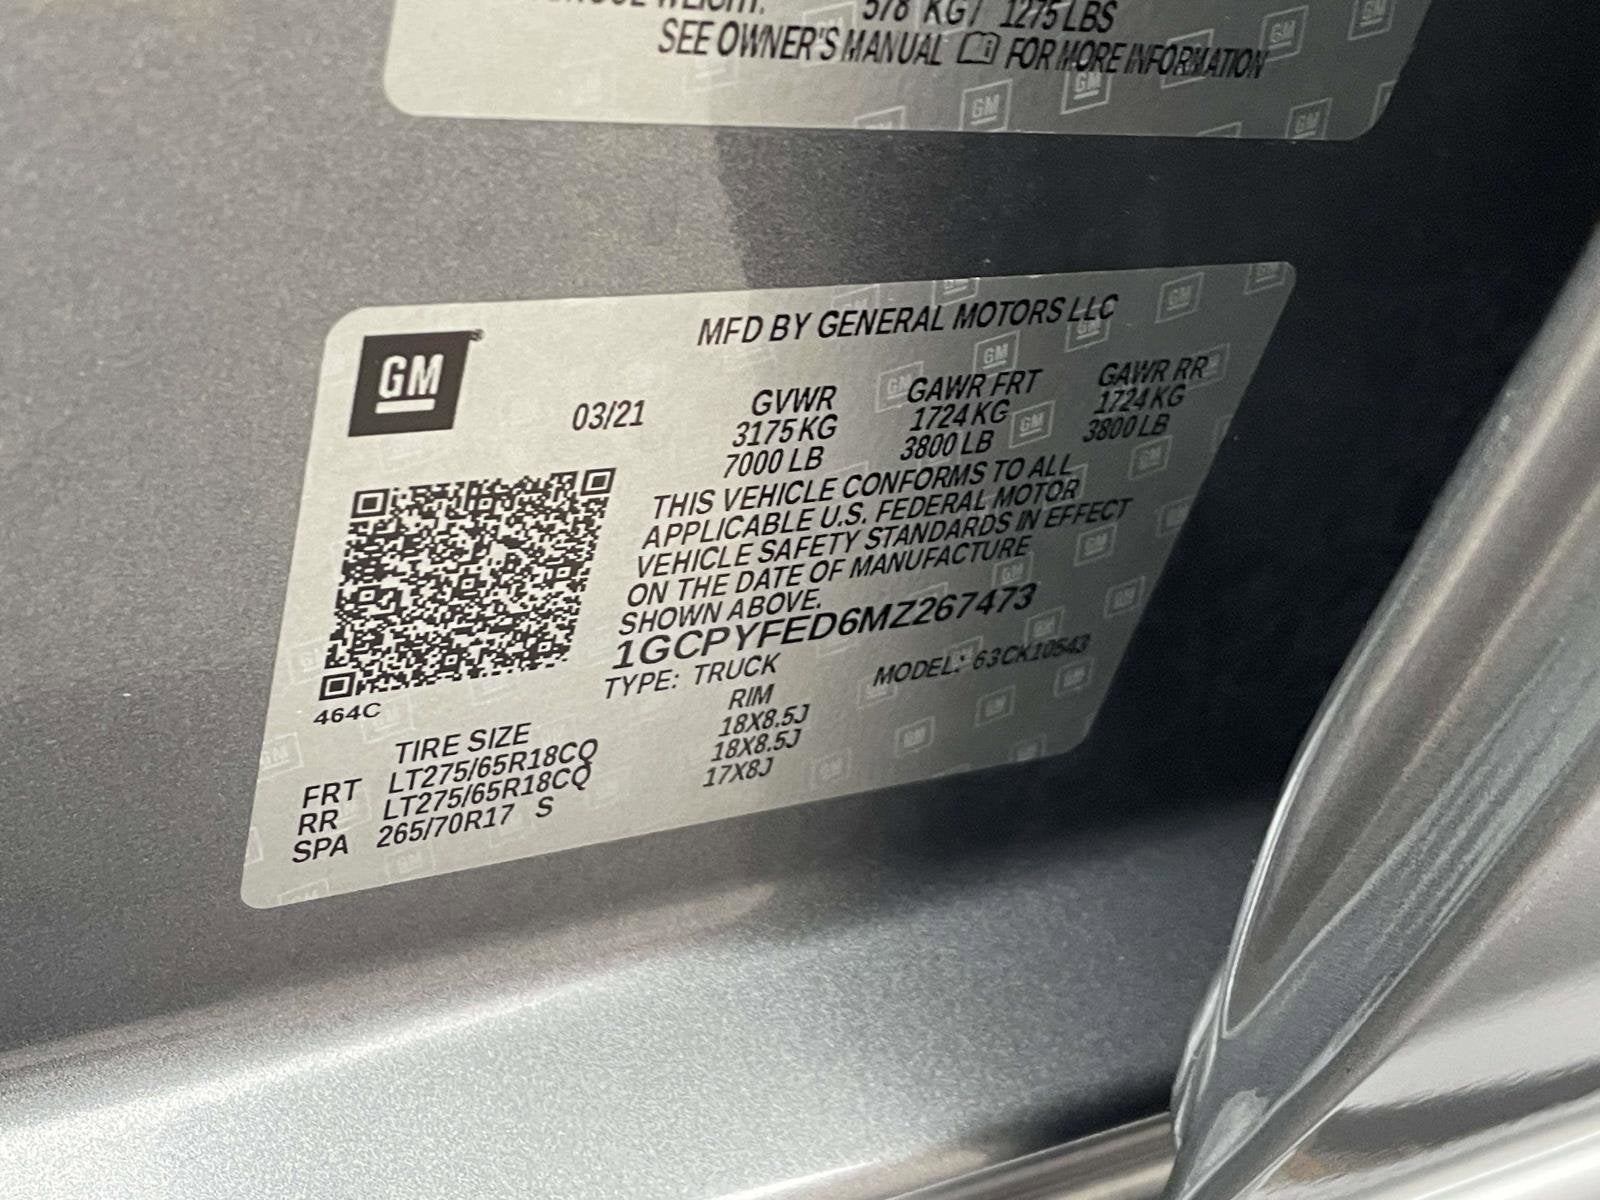 578 KG / 1275 LBS
SEE OWNER'S MANUAL FOR MORE INFORMATION
GM
MFD BY GENERAL MOTORS LLC
03/21
GVWR GAWR FRT GAWR RR
3175 KG 1724 KG 1724 KG
7000 LB 3800 LB 3800 LB
THIS VEHICLE CONFORMS TO ALL
APPLICABLE U.S. FEDERAL MOTOR
VEHICLE SAFETY STANDARDS IN EFFECT
ON THE DATE OF MANUFACTURE
SHOWN ABOVE.
1GCPYFED6MZ267473
TYPE: TRUCK MODEL: 63CK10543
464C
TIRE SIZE RIM
FRT LT275/65R18CQ 18X8.5J
RR LT275/65R18CQ 18X8.5J
SPA 265/70R17 S 17X8J